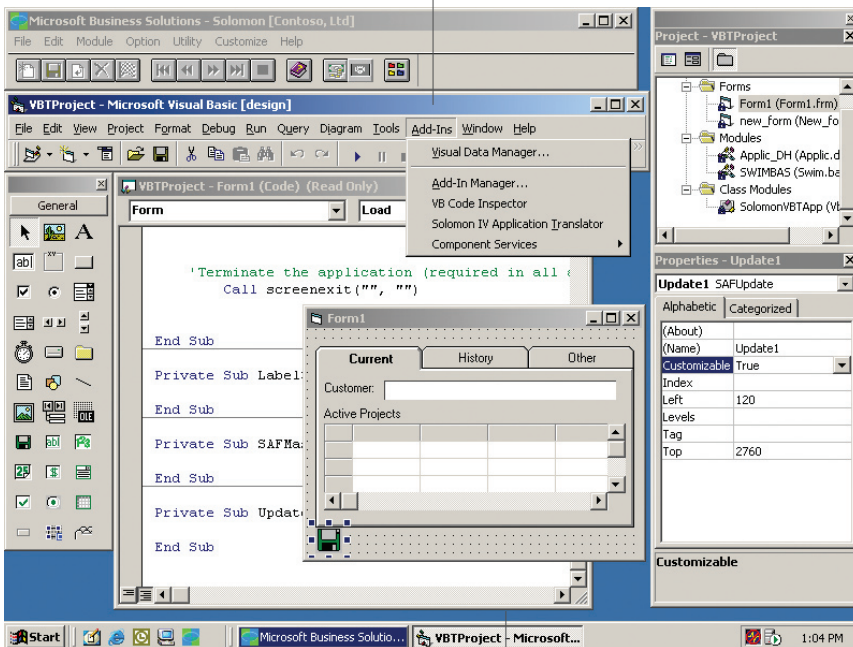 Microsoft Business Solutions - Solomon [Contoso, Ltd]
File Edit Module Option Utility Customize Help
VBTProject - Microsoft Visual Basic [design]
File Edit View Project Format Debug Run Query Diagram Tools Add-Ins Window Help
Visual Data Manager...
Add-In Manager...
VB Code Inspector
Solomon IV Application Translator
Component Services
General
VBTProject - Form1 (Code) (Read Only)
Form
Load
'Terminate the application (required in all
Call screenexit("", "")
End Sub
Private Sub Label
End Sub
Private Sub SAFMa
End Sub
Private Sub Updat
End Sub
Form1
Current History Other
Customer:
Active Projects
Project - VBTProject
Forms
Form1 (Form1.frm)
new_form (New_fo
Modules
Applic_DH (Applic.d
SWIMBAS (Swim.ba
Class Modules
SolomonVBTApp (Vb
Properties - Update1
Update1 SAFUpdate
Alphabetic Categorized
(About)
(Name) Update1
Customizable True
Index
Left 120
Levels
Tag
Top 2760
Customizable
Start
Microsoft Business Solutio...
VBTProject - Microsoft...
1:04 PM